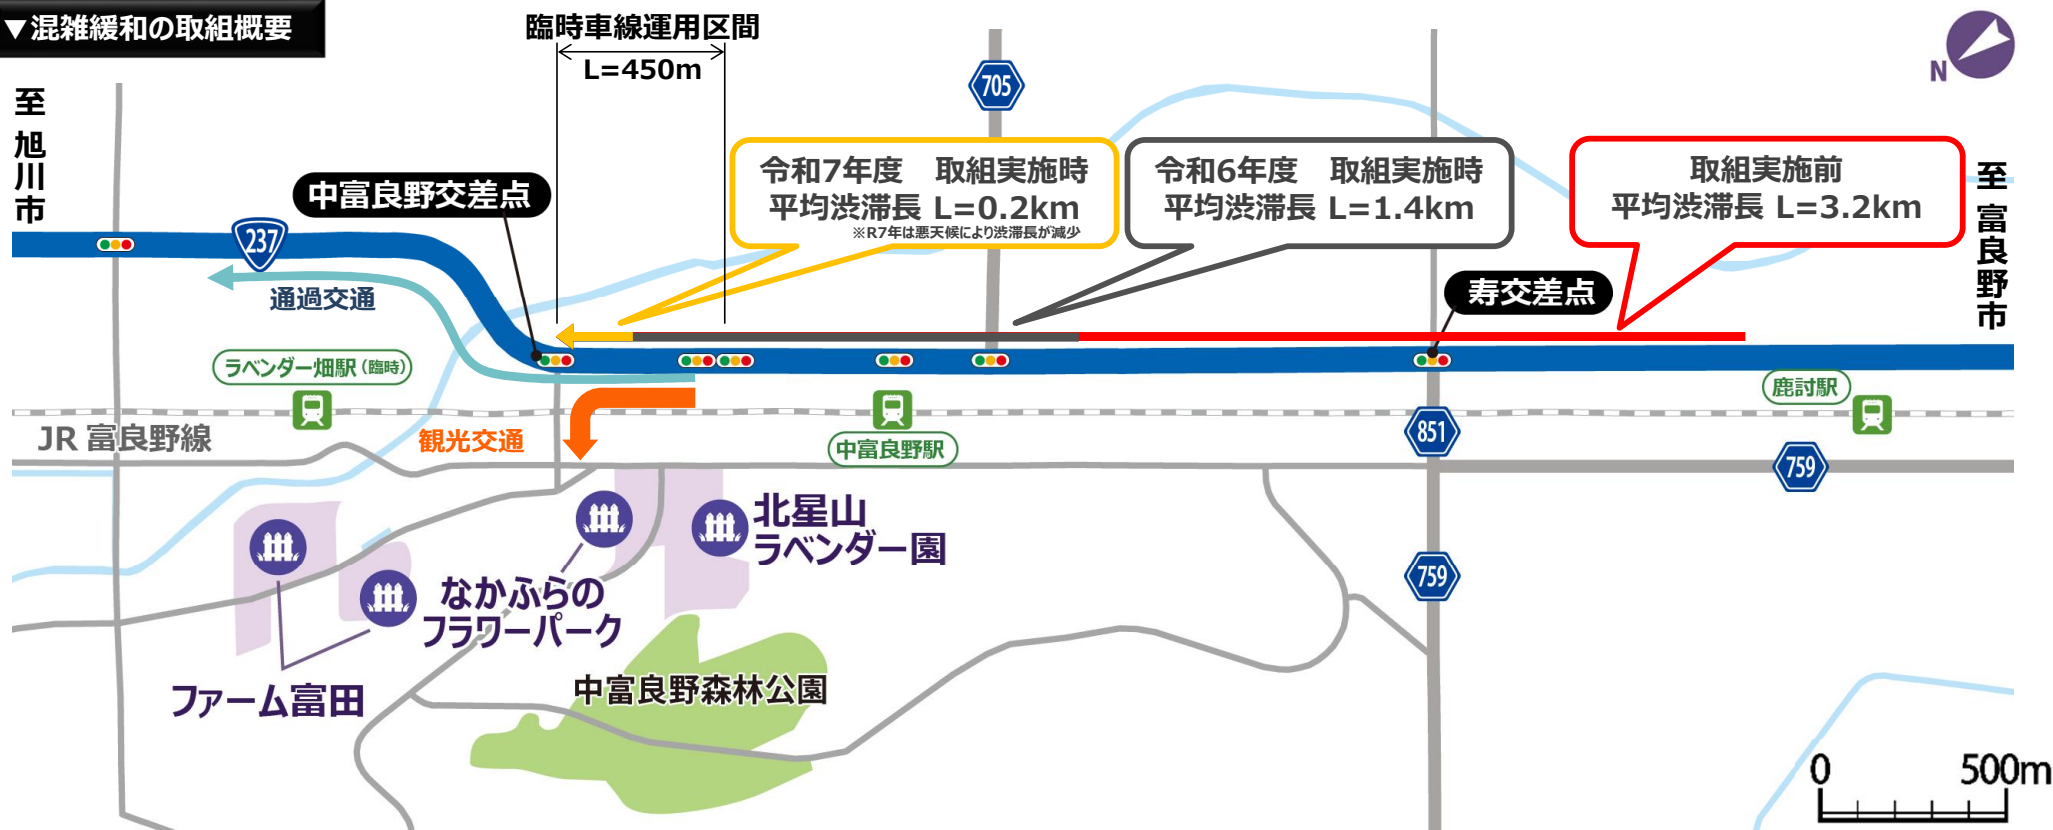 ▼混雑緩和の取組概要
臨時車線運用区間
L=450m
705
N
至 旭川市
令和7年度　取組実施時
平均渋滞長 L=0.2km
※R7年は悪天候により渋滞長が減少
令和6年度　取組実施時
平均渋滞長 L=1.4km
取組実施前
平均渋滞長 L=3.2km
至 富良野市
中富良野交差点
237
通過交通
寿交差点
ラベンダー畑駅（臨時）
鹿討駅
JR 富良野線
観光交通
中富良野駅
851
759
北星山
ラベンダー園
なかふらの
フラワーパーク
759
ファーム富田
中富良野森林公園
0
500m